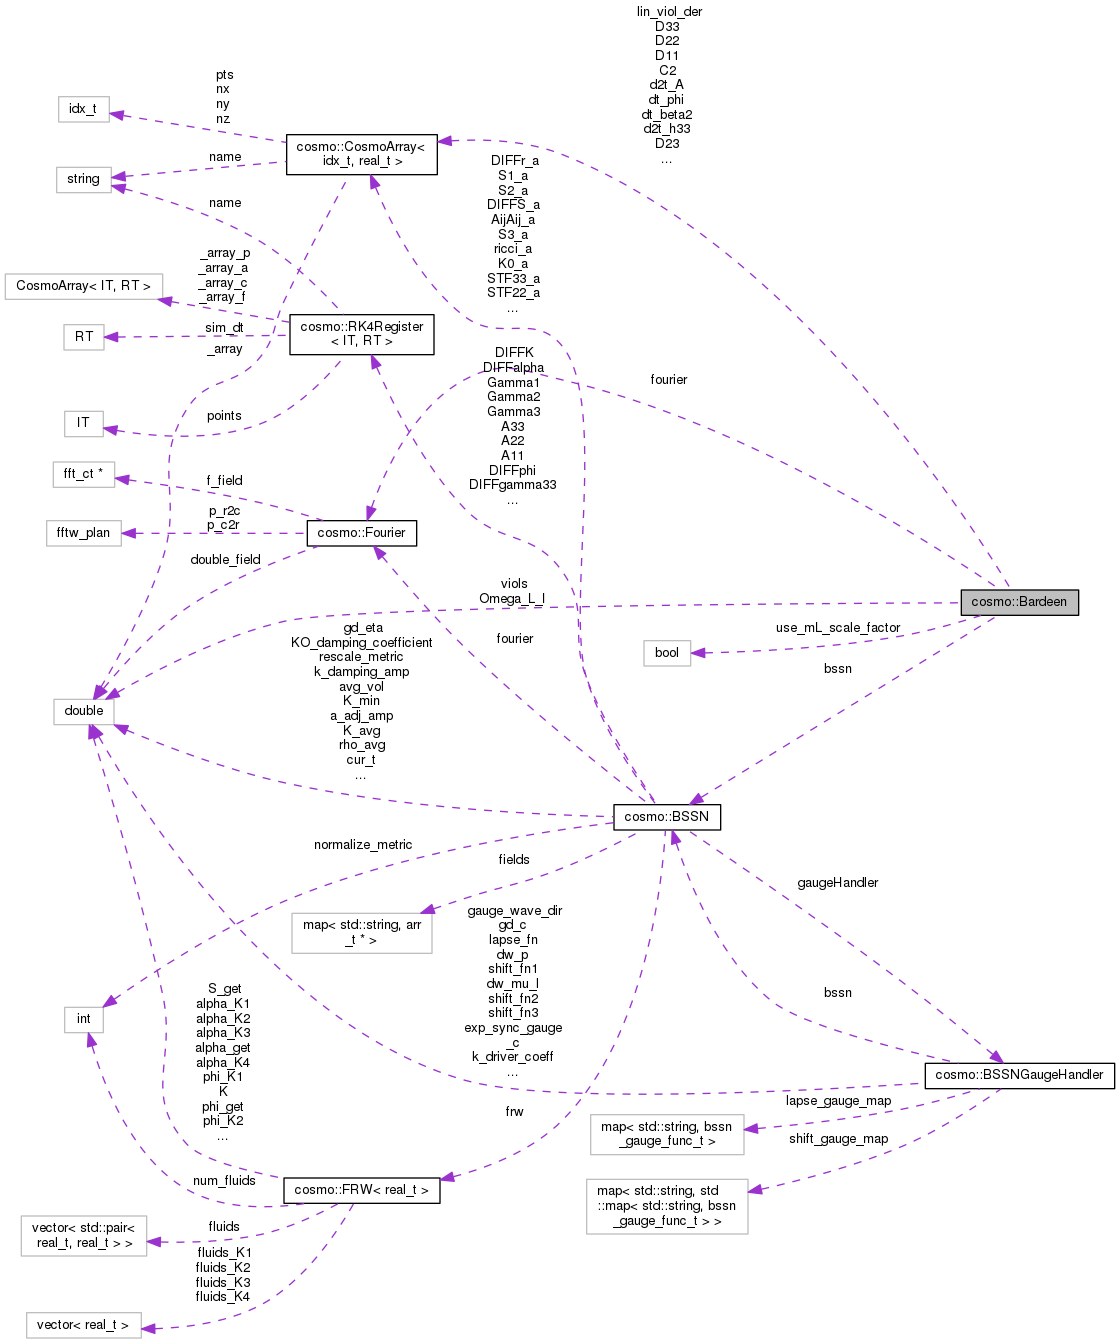 lin_viol_der
D33
D22
D11
C2
d2t_A
dt_phi
dt_beta2
d2t_h33
D23
...
pts
nx
ny
nz
idx_t
cosmo::CosmoArray<
idx_t, real_t >
name
string
name
DIFFr_a
S1_a
S2_a
DIFFS_a
AijAij_a
S3_a
ricci_a
K0_a
STF33_a
STF22_a
...
_array_p
_array_a
_array_c
_array_f
CosmoArray< IT, RT >
cosmo::RK4Register
< IT, RT >
sim_dt
RT
_array
DIFFK
DIFFalpha
Gamma1
Gamma2
Gamma3
A33
A22
A11
DIFFphi
DIFFgamma33
...
fourier
points
IT
fft_ct *
f_field
p_r2c
p_c2r
fftw_plan
cosmo::Fourier
double_field
viols
Omega_L_I
cosmo::Bardeen
use_mL_scale_factor
bool
bssn
fourier
gd_eta
KO_damping_coefficient
rescale_metric
k_damping_amp
avg_vol
K_min
a_adj_amp
K_avg
rho_avg
cur_t
...
double
cosmo::BSSN
normalize_metric
fields
gaugeHandler
map< std::string, arr
_t * >
gauge_wave_dir
gd_c
lapse_fn
dw_p
shift_fn1
dw_mu_l
shift_fn2
shift_fn3
exp_sync_gauge
_c
k_driver_coeff
...
bssn
S_get
alpha_K1
alpha_K2
alpha_K3
alpha_get
alpha_K4
phi_K1
K
phi_get
phi_K2
...
int
cosmo::BSSNGaugeHandler
lapse_gauge_map
frw
map< std::string, bssn
_gauge_func_t >
shift_gauge_map
num_fluids
cosmo::FRW< real_t >
map< std::string, std
::map< std::string, bssn
_gauge_func_t > >
fluids
vector< std::pair<
real_t, real_t > >
fluids_K1
fluids_K2
fluids_K3
fluids_K4
vector< real_t >